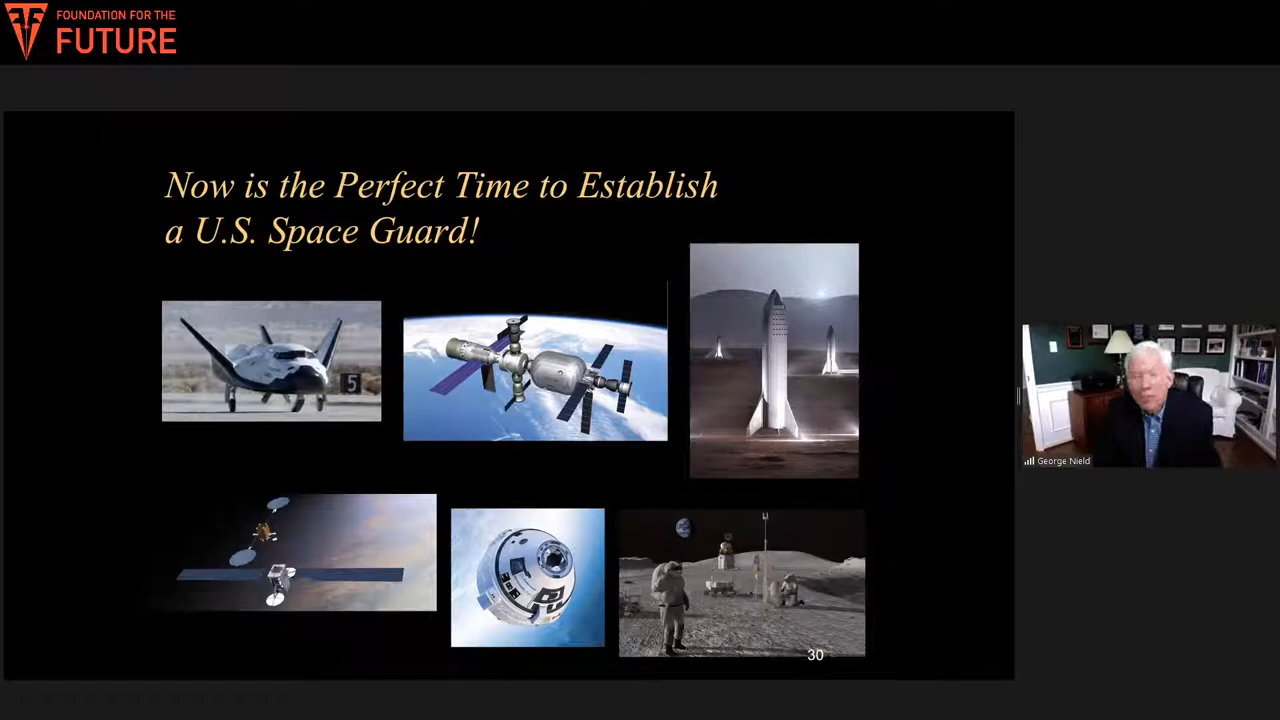 FOUNDATION FOR THE
FUTURE
Now is the Perfect Time to Establish
a U.S. Space Guard!
5
30
George Nield